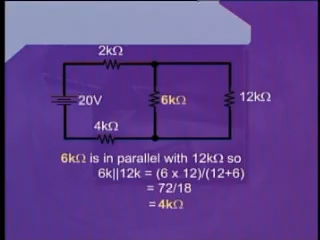 2kΩ
20V
6kΩ
12kΩ
4kΩ
6kΩ is in parallel with 12kΩ so
6k||12k = (6 x 12)/(12+6)
= 72/18
= 4kΩ